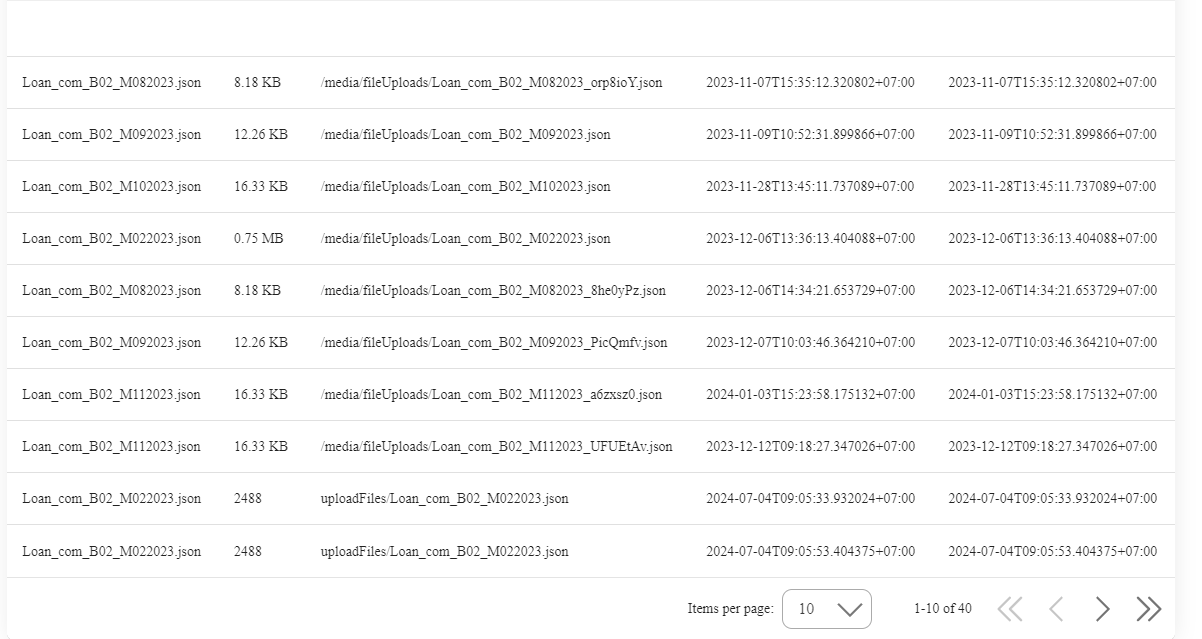 Loan_com_B02_M082023.json 8.18 KB /media/fileUploads/Loan_com_B02_M082023_orp8ioY.json 2023-11-07T15:35:12.320802+07:00 2023-11-07T15:35:12.320802+07:00
Loan_com_B02_M092023.json 12.26 KB /media/fileUploads/Loan_com_B02_M092023.json 2023-11-09T10:52:31.899866+07:00 2023-11-09T10:52:31.899866+07:00
Loan_com_B02_M102023.json 16.33 KB /media/fileUploads/Loan_com_B02_M102023.json 2023-11-28T13:45:11.737089+07:00 2023-11-28T13:45:11.737089+07:00
Loan_com_B02_M022023.json 0.75 MB /media/fileUploads/Loan_com_B02_M022023.json 2023-12-06T13:36:13.404088+07:00 2023-12-06T13:36:13.404088+07:00
Loan_com_B02_M082023.json 8.18 KB /media/fileUploads/Loan_com_B02_M082023_8he0yPz.json 2023-12-06T14:34:21.653729+07:00 2023-12-06T14:34:21.653729+07:00
Loan_com_B02_M092023.json 12.26 KB /media/fileUploads/Loan_com_B02_M092023_PicQmfv.json 2023-12-07T10:03:46.364210+07:00 2023-12-07T10:03:46.364210+07:00
Loan_com_B02_M112023.json 16.33 KB /media/fileUploads/Loan_com_B02_M112023_a6zxsz0.json 2024-01-03T15:23:58.175132+07:00 2024-01-03T15:23:58.175132+07:00
Loan_com_B02_M112023.json 16.33 KB /media/fileUploads/Loan_com_B02_M112023_UFUEtAv.json 2023-12-12T09:18:27.347026+07:00 2023-12-12T09:18:27.347026+07:00
Loan_com_B02_M022023.json 2488 uploadFiles/Loan_com_B02_M022023.json 2024-07-04T09:05:33.932024+07:00 2024-07-04T09:05:33.932024+07:00
Loan_com_B02_M022023.json 2488 uploadFiles/Loan_com_B02_M022023.json 2024-07-04T09:05:53.404375+07:00 2024-07-04T09:05:53.404375+07:00
Items per page: 10 1-10 of 40